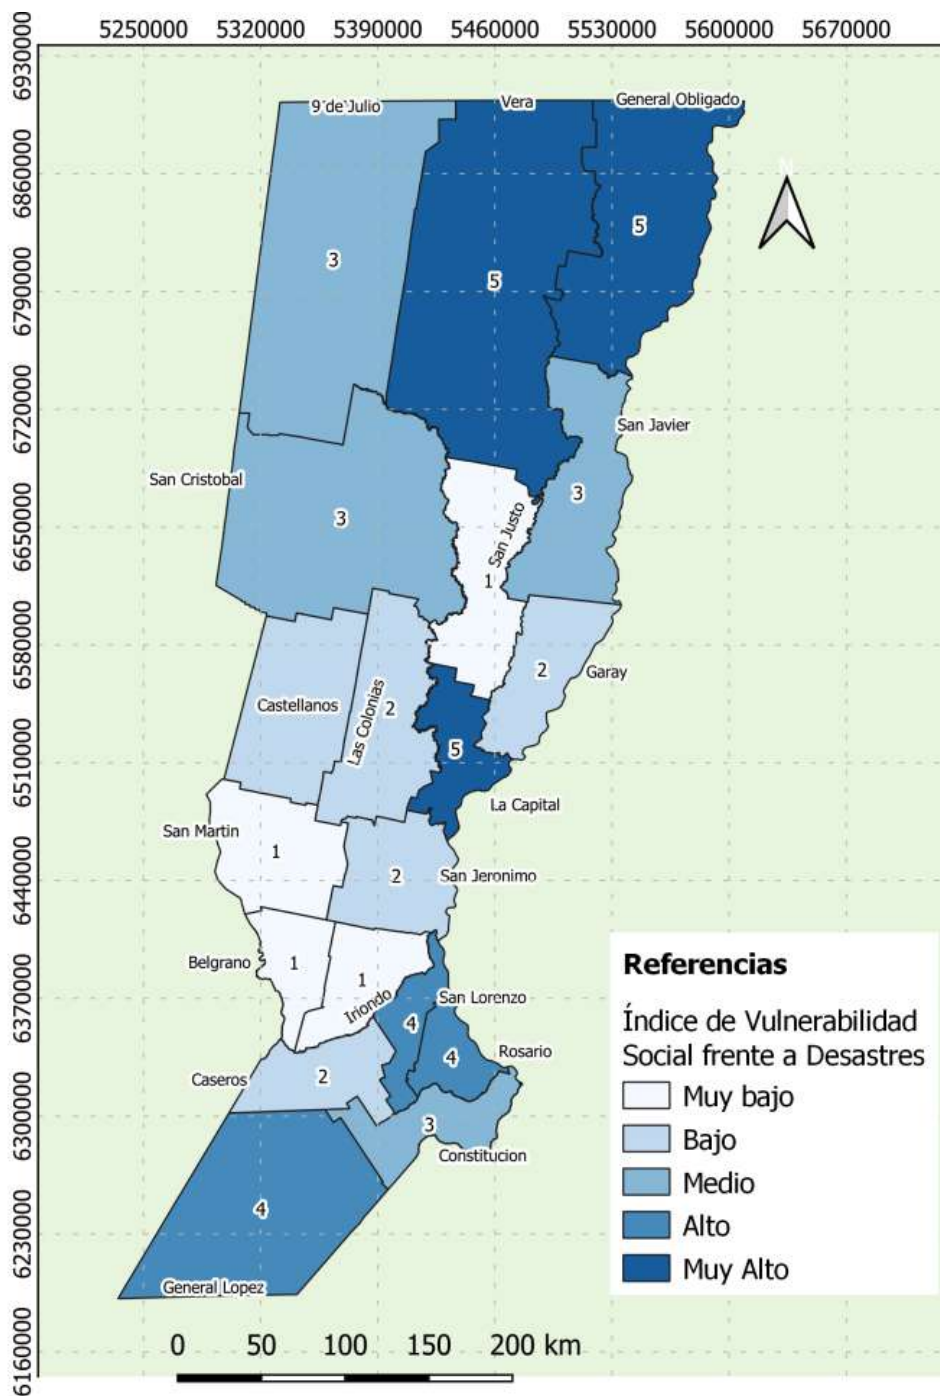 5250000 5320000 5390000 5460000 5530000 5600000 5670000
6930000
6860000
6790000
6720000
6650000
6580000
6510000
6440000
6370000
6300000
6230000
6160000
9 de Julio
Vera
General Obligado
N
5
3
5
San Javier
San Cristobal
3
3
San Justo
1
2
Garay
Castellanos
Las Colonias
2
5
La Capital
San Martin
1
2
San Jeronimo
Belgrano
1
1
Iriondo
San Lorenzo
4
Rosario
4
Caseros
2
3
Constitucion
4
General Lopez
Referencias
Índice de Vulnerabilidad
Social frente a Desastres
Muy bajo
Bajo
Medio
Alto
Muy Alto
0 50 100 150 200 km